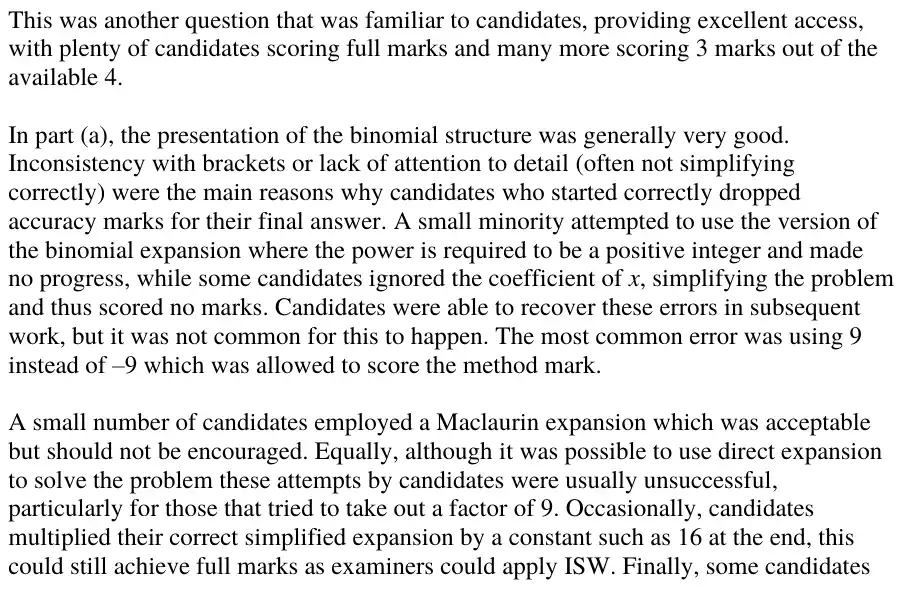 This was another question that was familiar to candidates, providing excellent access,
with plenty of candidates scoring full marks and many more scoring 3 marks out of the
available 4.
In part (a), the presentation of the binomial structure was generally very good.
Inconsistency with brackets or lack of attention to detail (often not simplifying
correctly) were the main reasons why candidates who started correctly dropped
accuracy marks for their final answer. A small minority attempted to use the version of
the binomial expansion where the power is required to be a positive integer and made
no progress, while some candidates ignored the coefficient of x, simplifying the problem
and thus scored no marks. Candidates were able to recover these errors in subsequent
work, but it was not common for this to happen. The most common error was using 9
instead of –9 which was allowed to score the method mark.
A small number of candidates employed a Maclaurin expansion which was acceptable
but should not be encouraged. Equally, although it was possible to use direct expansion
to solve the problem these attempts by candidates were usually unsuccessful,
particularly for those that tried to take out a factor of 9. Occasionally, candidates
multiplied their correct simplified expansion by a constant such as 16 at the end, this
could still achieve full marks as examiners could apply ISW. Finally, some candidates